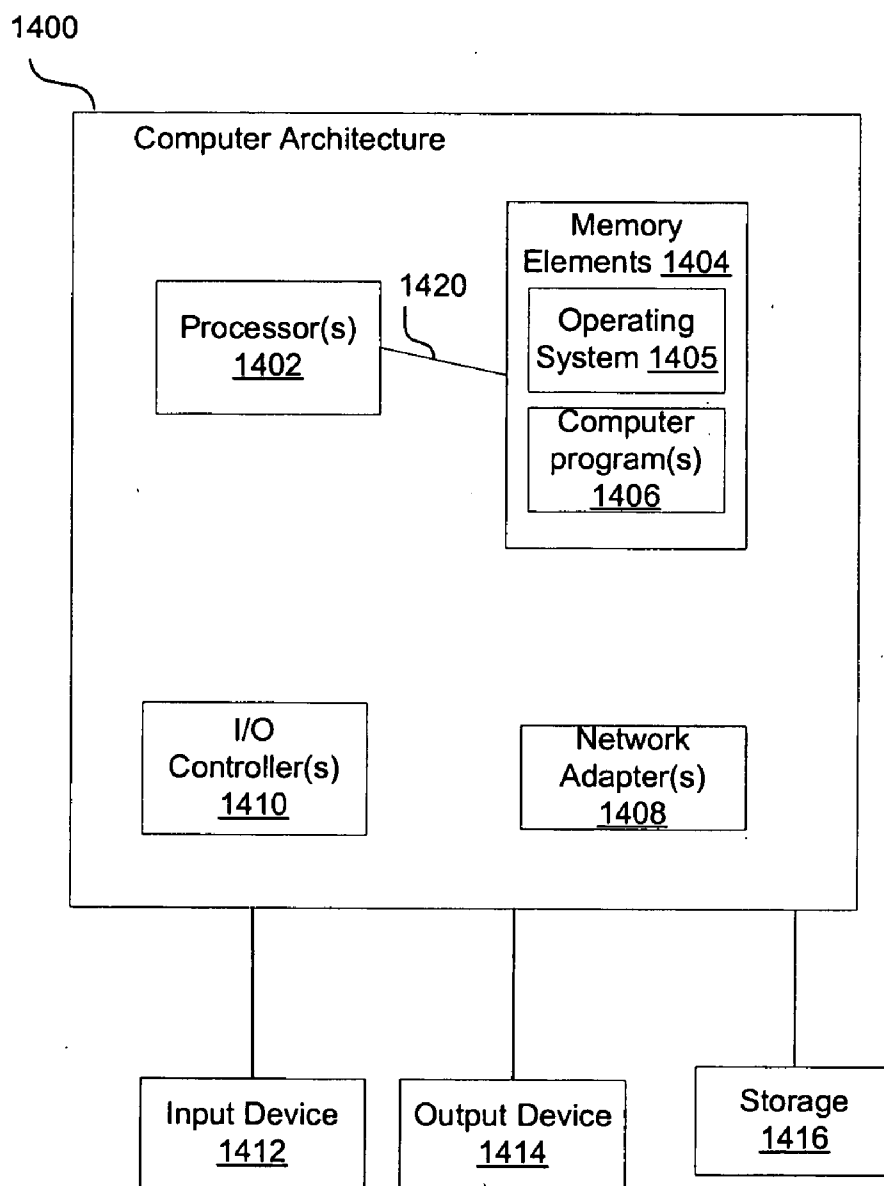 1400
Computer Architecture
Memory
Elements 1404
1420
Processor(s)
1402
Operating
System 1405
Computer
program(s)
1406
I/O
Controller(s)
1410
Network
Adapter(s)
1408
Input Device
1412
Output Device
1414
Storage
1416